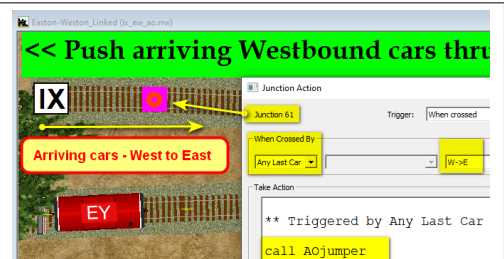 Easton-Weston_Linked (ix_ew_ao.rrw)
<< Push arriving Westbound cars thru
IX
Junction Action
Junction 61
Trigger:
When crossed
When Crossed By
Any Last Car
W->E
Arriving cars - West to East
Take Action
EY
** Triggered by Any Last Car
call AOjumper